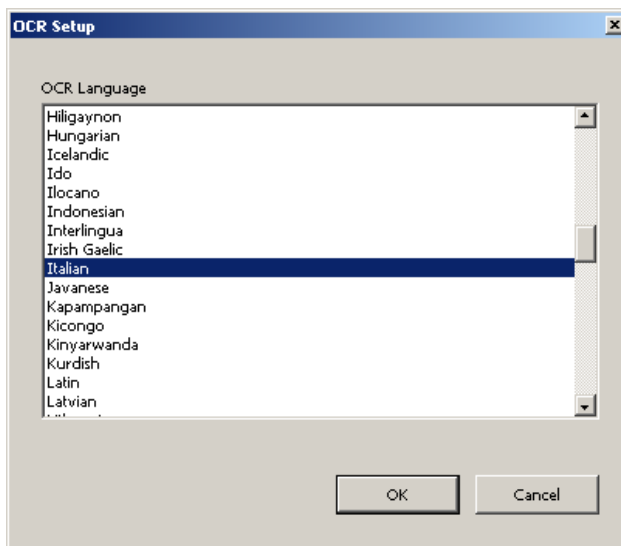 OCR Setup
OCR Language
Hiligaynon
Hungarian
Icelandic
Ido
Ilocano
Indonesian
Interlingua
Irish Gaelic
Italian
Javanese
Kapampangan
Kicongo
Kinyarwanda
Kurdish
Latin
Latvian
OK Cancel